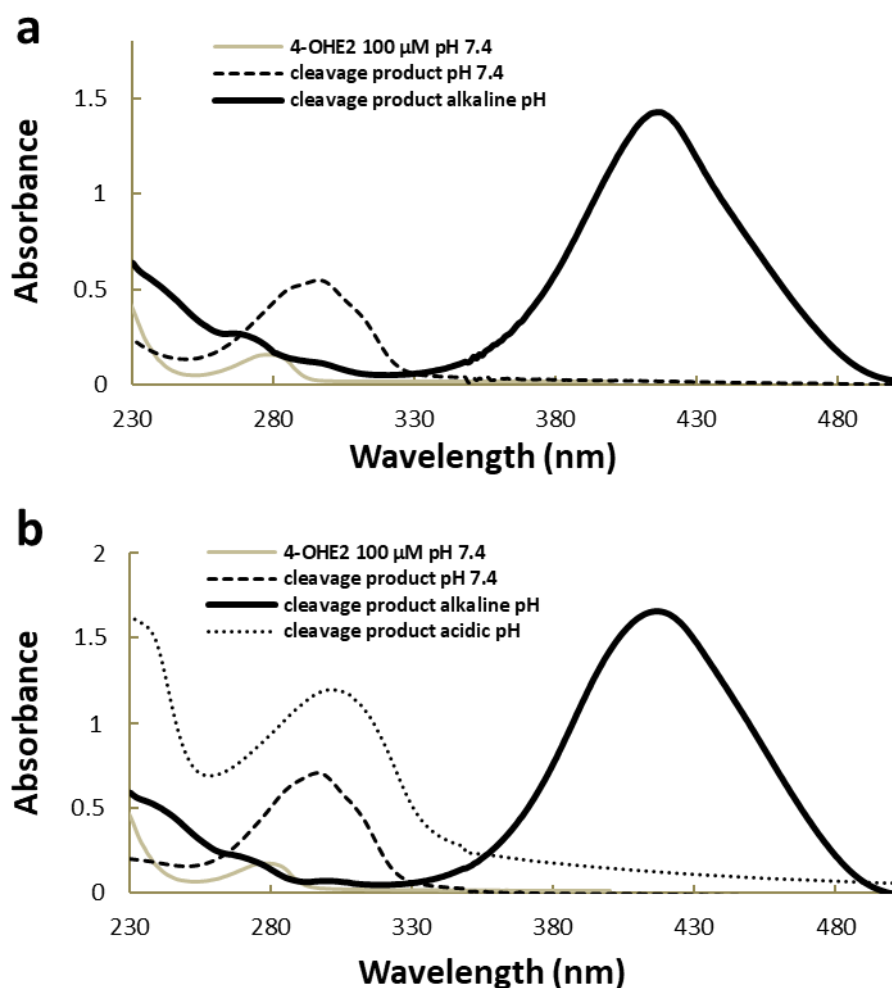 a
4-OHE2 100 µM pH 7.4
cleavage product pH 7.4
cleavage product alkaline pH
1.5
1
0.5
0
Absorbance
230 280 330 380 430 480
Wavelength (nm)
b
4-OHE2 100 µM pH 7.4
cleavage product pH 7.4
cleavage product alkaline pH
cleavage product acidic pH
2
1.5
1
0.5
0
Absorbance
230 280 330 380 430 480
Wavelength (nm)